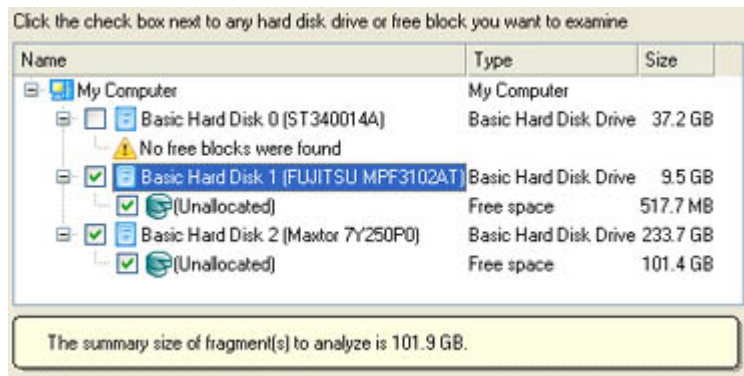 Click the check box next to any hard disk drive or free block you want to examine
Name Type Size
My Computer My Computer
Basic Hard Disk 0 (ST340014A) Basic Hard Disk Drive 37.2 GB
No free blocks were found
Basic Hard Disk 1 (FUJITSU MPF3102AT) Basic Hard Disk Drive 9.5 GB
(Unallocated) Free space 517.7 MB
Basic Hard Disk 2 (Maxtor 7Y250P0) Basic Hard Disk Drive 233.7 GB
(Unallocated) Free space 101.4 GB
The summary size of fragment(s) to analyze is 101.9 GB.